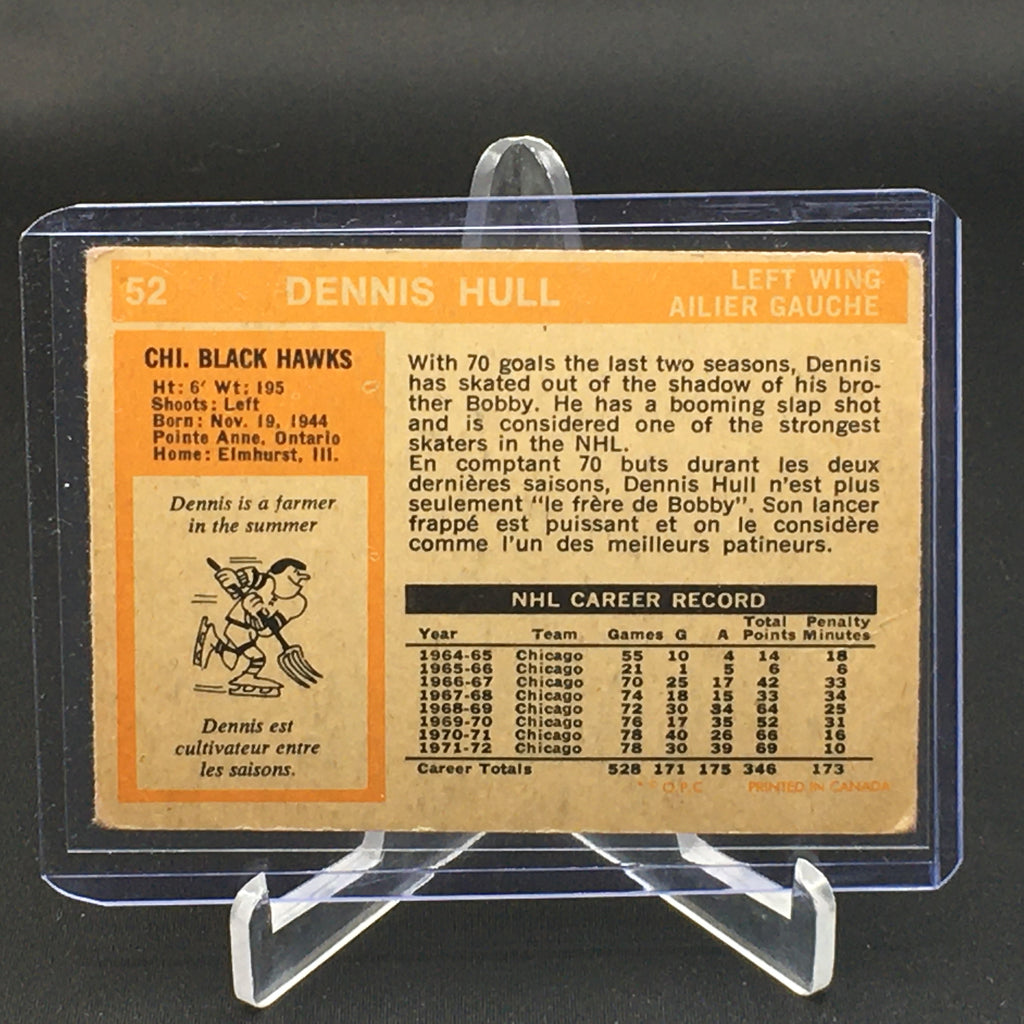 52 DENNIS HULL LEFT WING
AILIER GAUCHE
CHI. BLACK HAWKS
Ht: 6' Wt: 195
Shoots: Left
Born: Nov. 19, 1944
Pointe Anne, Ontario
Home: Elmhurst, Ill.
Dennis is a farmer
in the summer
Dennis est
cultivateur entre
les saisons.
With 70 goals the last two seasons, Dennis
has skated out of the shadow of his bro-
ther Bobby. He has a booming slap shot
and is considered one of the strongest
skaters in the NHL.
En comptant 70 buts durant les deux
dernières saisons, Dennis Hull n'est plus
seulement "le frère de Bobby". Son lancer
frappé est puissant et on le considère
comme l'un des meilleurs patineurs.
NHL CAREER RECORD
Year Team Games G A Total Points Penalty Minutes
1964-65 Chicago 55 10 4 14 18
1965-66 Chicago 21 1 5 6 6
1966-67 Chicago 70 25 17 42 33
1967-68 Chicago 74 18 15 33 34
1968-69 Chicago 72 30 34 64 25
1969-70 Chicago 76 17 35 52 31
1970-71 Chicago 78 40 26 66 16
1971-72 Chicago 78 30 39 69 10
Career Totals 528 171 175 346 173
O.P.C. PRINTED IN CANADA